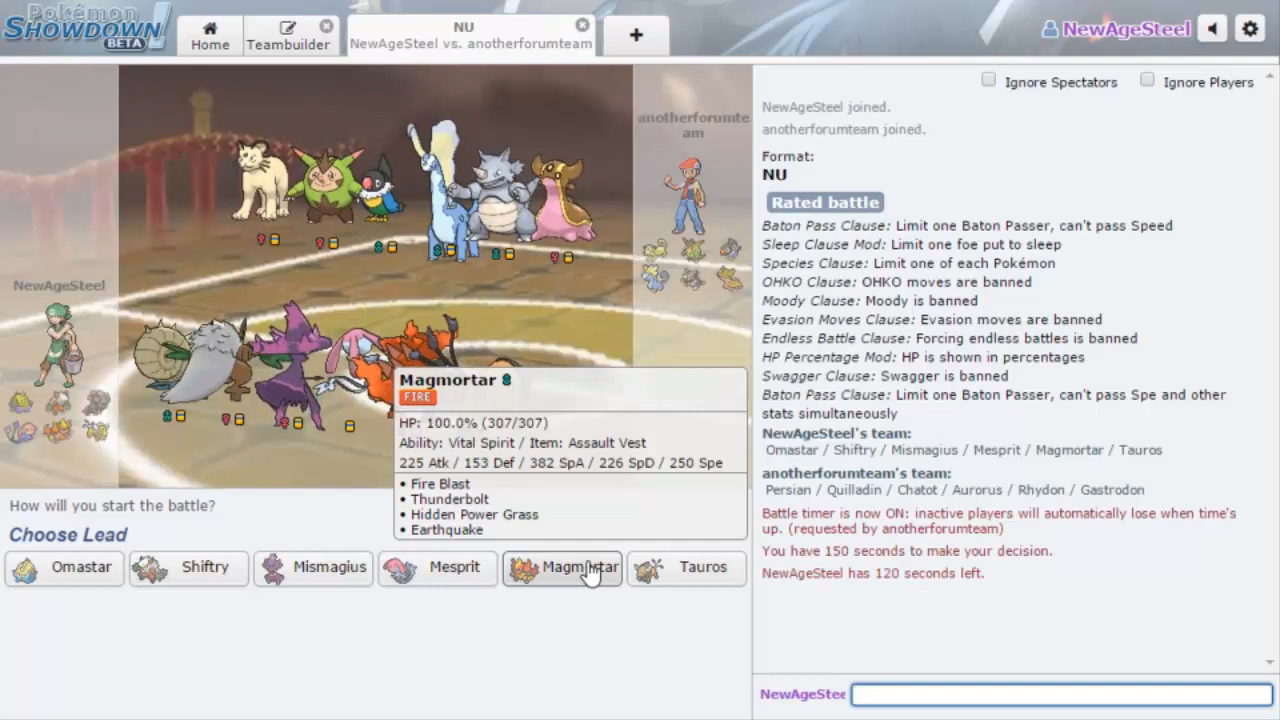 Pokémon
SHOWDOWN!
BETA
Home
Teambuilder
NU
NewAgeSteel vs. anotherforumteam
+
NewAgeSteel
anotherforumte
am
NewAgeSteel
Magmortar
FIRE
HP: 100.0% (307/307)
Ability: Vital Spirit / Item: Assault Vest
225 Atk / 153 Def / 382 SpA / 226 SpD / 250 Spe
• Fire Blast
• Thunderbolt
• Hidden Power Grass
• Earthquake
How will you start the battle?
Choose Lead
Omastar
Shiftry
Mismagius
Mesprit
Magmortar
Tauros
Ignore Spectators
Ignore Players
NewAgeSteel joined.
anotherforumteam joined.
Format:
NU
Rated battle
Baton Pass Clause: Limit one Baton Passer, can't pass Speed
Sleep Clause Mod: Limit one foe put to sleep
Species Clause: Limit one of each Pokémon
OHKO Clause: OHKO moves are banned
Moody Clause: Moody is banned
Evasion Moves Clause: Evasion moves are banned
Endless Battle Clause: Forcing endless battles is banned
HP Percentage Mod: HP is shown in percentages
Swagger Clause: Swagger is banned
Baton Pass Clause: Limit one Baton Passer, can't pass Spe and other
stats simultaneously
NewAgeSteel's team:
Omastar / Shiftry / Mismagius / Mesprit / Magmortar / Tauros
anotherforumteam's team:
Persian / Quilladin / Chatot / Aurorus / Rhydon / Gastrodon
Battle timer is now ON: inactive players will automatically lose when time's
up. (requested by anotherforumteam)
You have 150 seconds to make your decision.
NewAgeSteel has 120 seconds left.
NewAgeStee